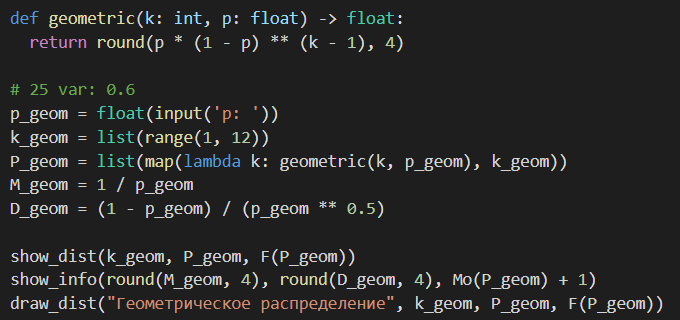 def geometric(k: int, p: float) -> float:
  return round(p * (1 - p) ** (k - 1), 4)

# 25 var: 0.6
p_geom = float(input('p: '))
k_geom = list(range(1, 12))
P_geom = list(map(lambda k: geometric(k, p_geom), k_geom))
M_geom = 1 / p_geom
D_geom = (1 - p_geom) / (p_geom ** 0.5)

show_dist(k_geom, P_geom, F(P_geom))
show_info(round(M_geom, 4), round(D_geom, 4), Mo(P_geom) + 1)
draw_dist("Геометрическое распределение", k_geom, P_geom, F(P_geom))